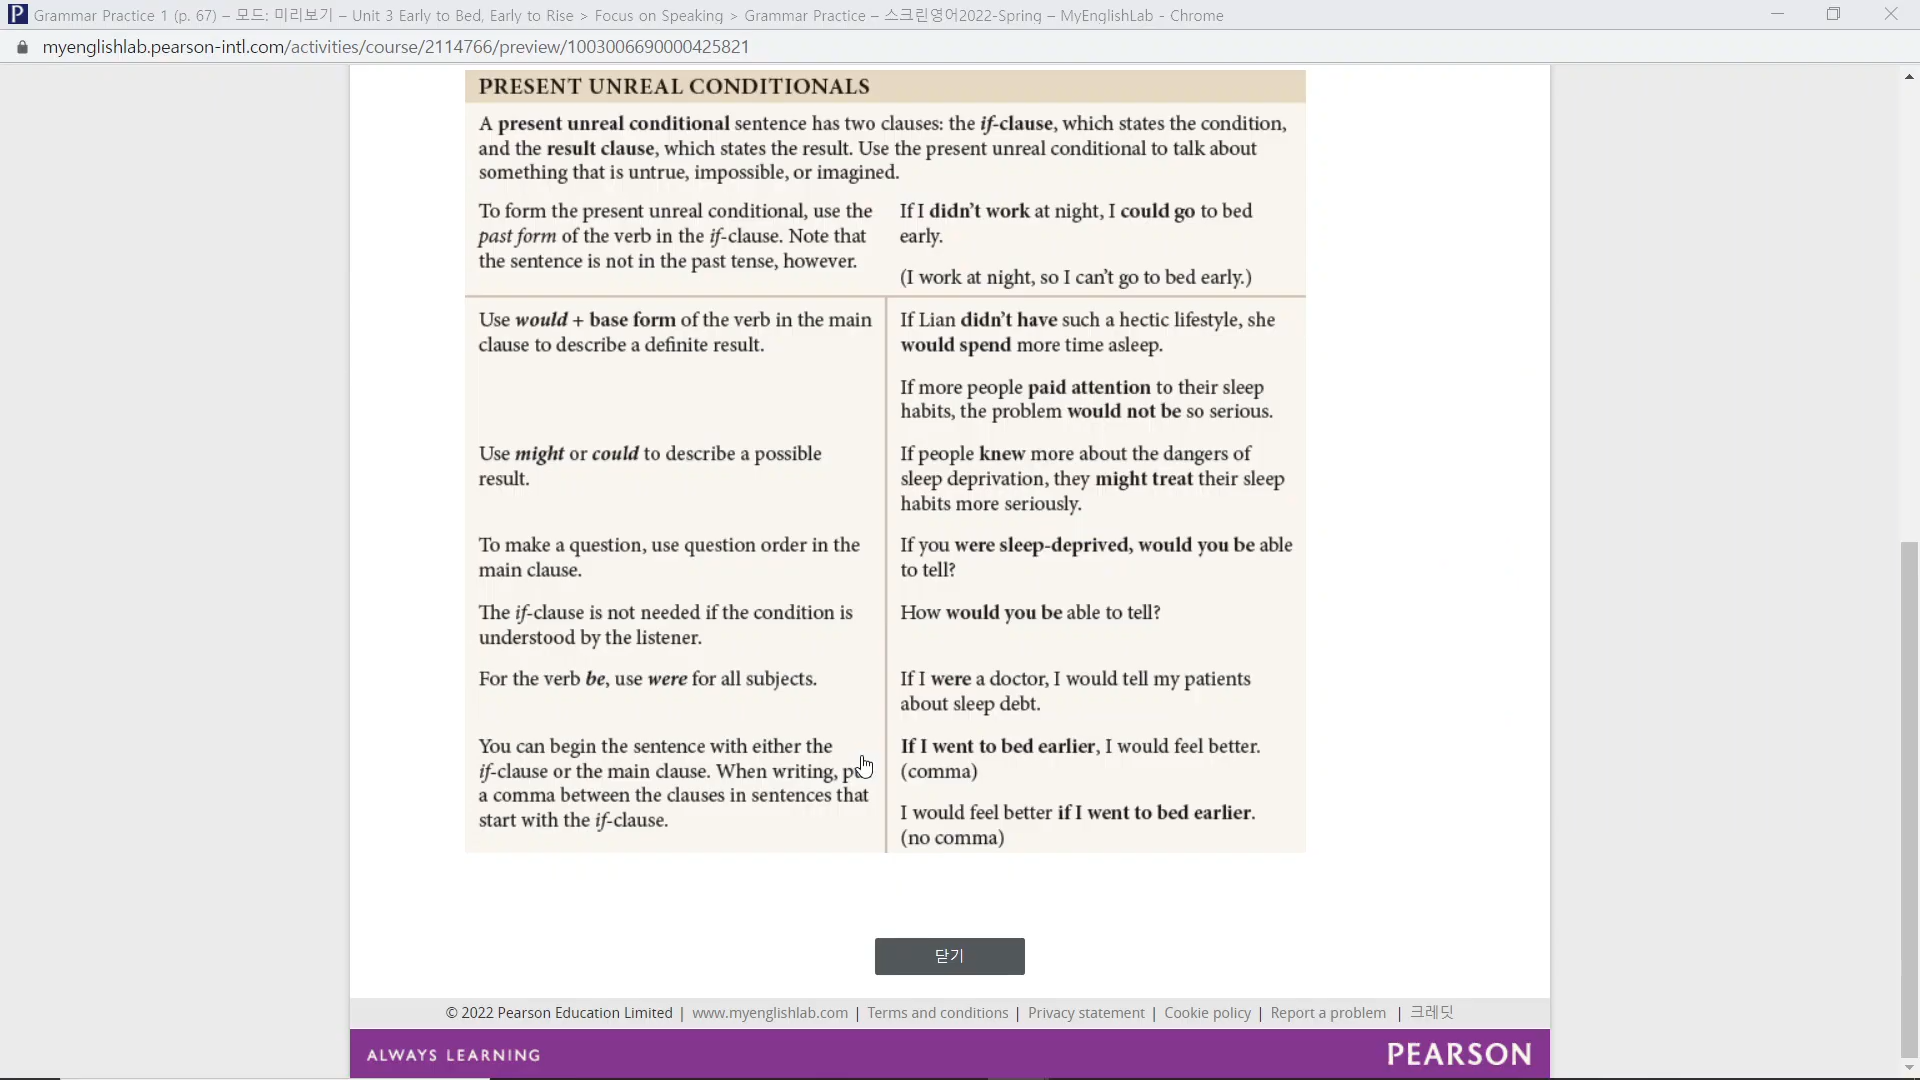 Grammar Practice 1 (p. 67) – 모드: 미리보기 – Unit 3 Early to Bed, Early to Rise > Focus on Speaking > Grammar Practice – 스크린영어2022-Spring – MyEnglishLab - Chrome
myenglishlab.pearson-intl.com/activities/course/2114766/preview/1003006690000425821
PRESENT UNREAL CONDITIONALS
A present unreal conditional sentence has two clauses: the if-clause, which states the condition,
and the result clause, which states the result. Use the present unreal conditional to talk about
something that is untrue, impossible, or imagined.
To form the present unreal conditional, use the
past form of the verb in the if-clause. Note that
the sentence is not in the past tense, however.
If I didn't work at night, I could go to bed
early.
(I work at night, so I can't go to bed early.)
Use would + base form of the verb in the main
clause to describe a definite result.
If Lian didn't have such a hectic lifestyle, she
would spend more time asleep.
If more people paid attention to their sleep
habits, the problem would not be so serious.
Use might or could to describe a possible
result.
If people knew more about the dangers of
sleep deprivation, they might treat their sleep
habits more seriously.
To make a question, use question order in the
main clause.
If you were sleep-deprived, would you be able
to tell?
The if-clause is not needed if the condition is
understood by the listener.
How would you be able to tell?
For the verb be, use were for all subjects.
If I were a doctor, I would tell my patients
about sleep debt.
You can begin the sentence with either the
if-clause or the main clause. When writing,
a comma between the clauses in sentences that
start with the if-clause.
If I went to bed earlier, I would feel better.
(comma)
I would feel better if I went to bed earlier.
(no comma)
닫기
© 2022 Pearson Education Limited | www.myenglishlab.com | Terms and conditions | Privacy statement | Cookie policy | Report a problem | 크레딧
ALWAYS LEARNING
PEARSON